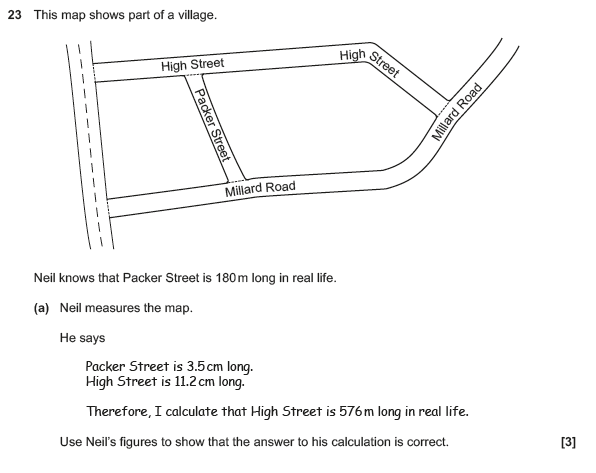 23 This map shows part of a village.
High Street
High Street
Packer Street
Millard Road
Millard Road
Neil knows that Packer Street is 180 m long in real life.
(a) Neil measures the map.
He says
Packer Street is 3.5 cm long.
High Street is 11.2 cm long.
Therefore, I calculate that High Street is 576 m long in real life.
Use Neil's figures to show that the answer to his calculation is correct. [3]